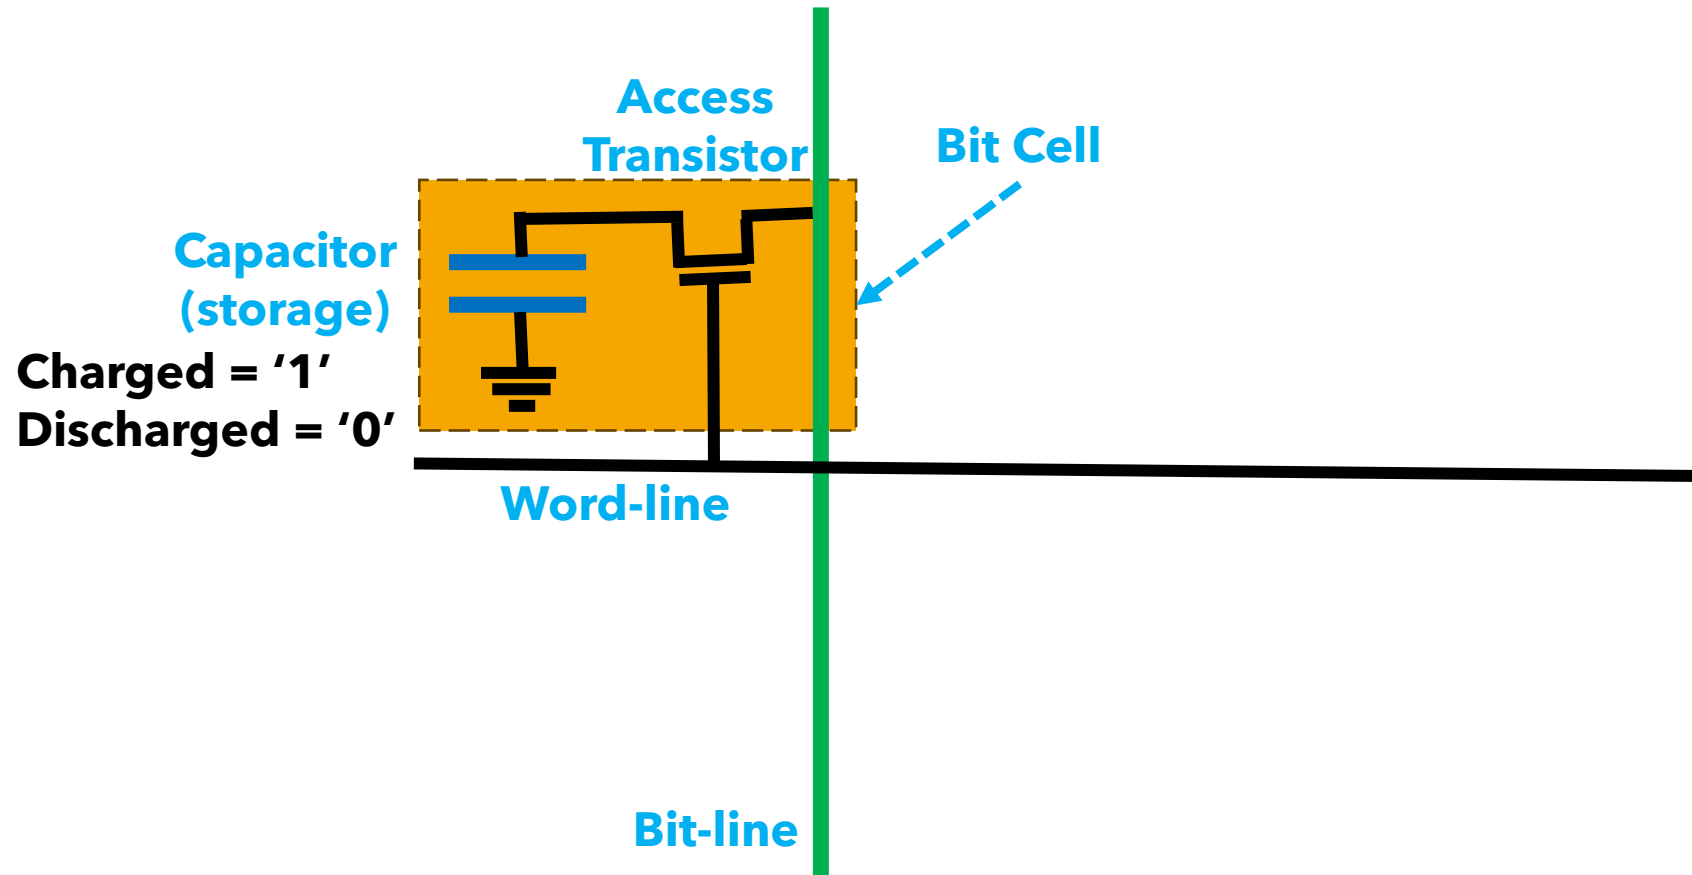 Access
Transistor
Bit Cell
Capacitor
(storage)
Charged = ‘1’
Discharged = ‘0’
Word-line
Bit-line